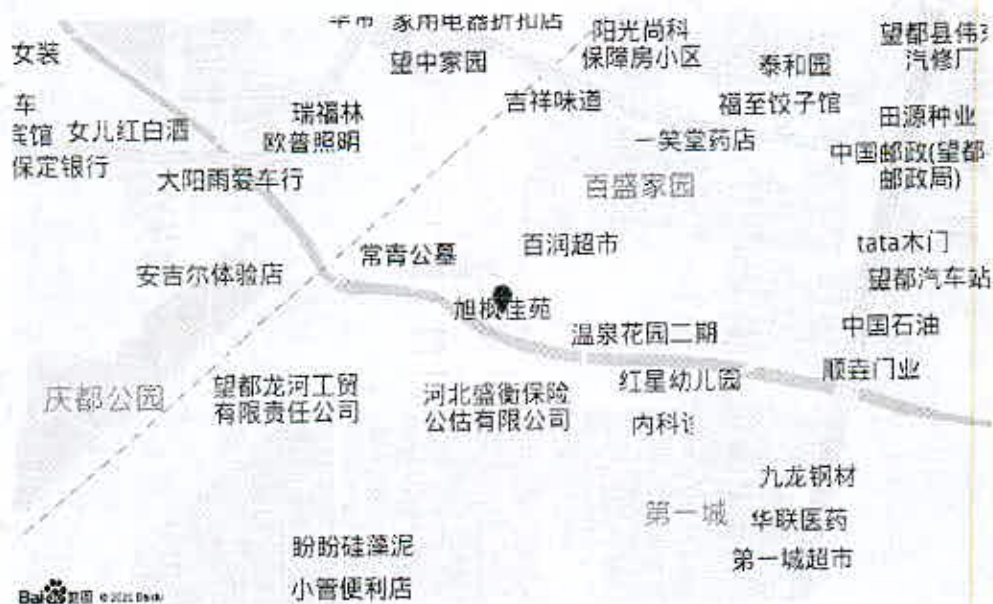 家用电器折扣店
阳光尚科
保障房小区
女装
望中家园
泰和园
望都县伟
汽修厂
车
宾馆
女儿红白酒
瑞福林
欧普照明
吉祥味道
福至饺子馆
田源种业
保定银行
大阳雨爱车行
一笑堂药店
中国邮政(望都
邮政局)
百盛家园
常青公墓
百润超市
tata木门
安吉尔体验店
望都汽车站
旭枫佳苑
温泉花园二期
中国石油
庆都公园
望都龙河工贸
有限责任公司
河北盛衡保险
公估有限公司
红星幼儿园
顺垚门业
内科
九龙钢材
第一城
华联医药
第一城超市
盼盼硅藻泥
小管便利店
Bai 地图 © 2021 Baidu